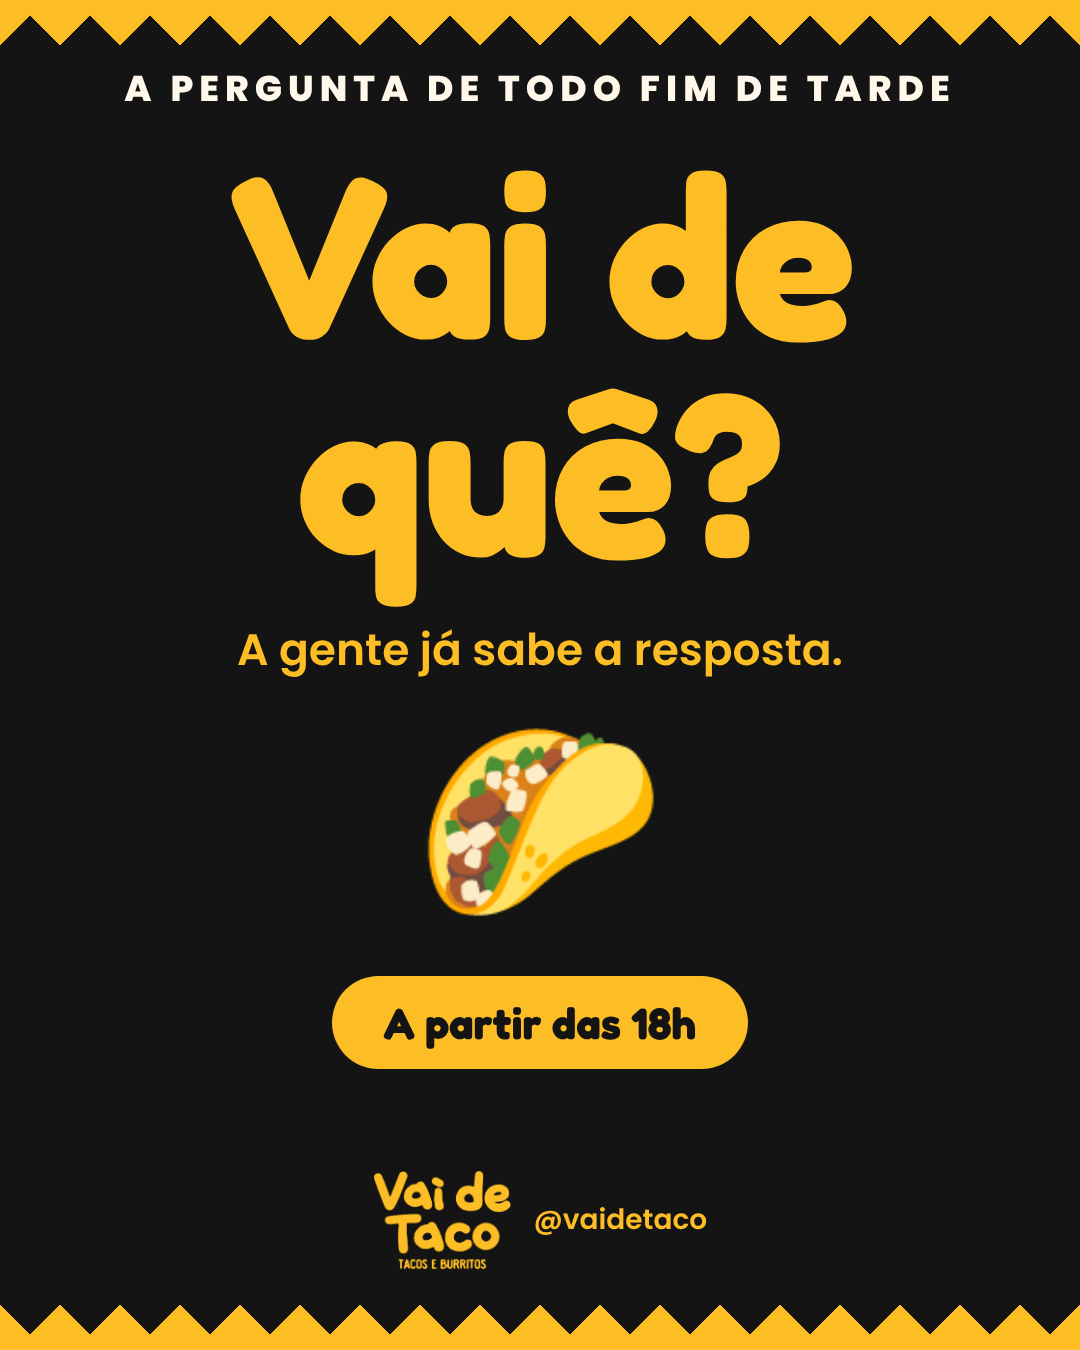 A PERGUNTA DE TODO FIM DE TARDE
Vai de
quê?
A gente já sabe a resposta.
A partir das 18h
Vai de
Taco
TACOS E BURRITOS
@vaidetaco